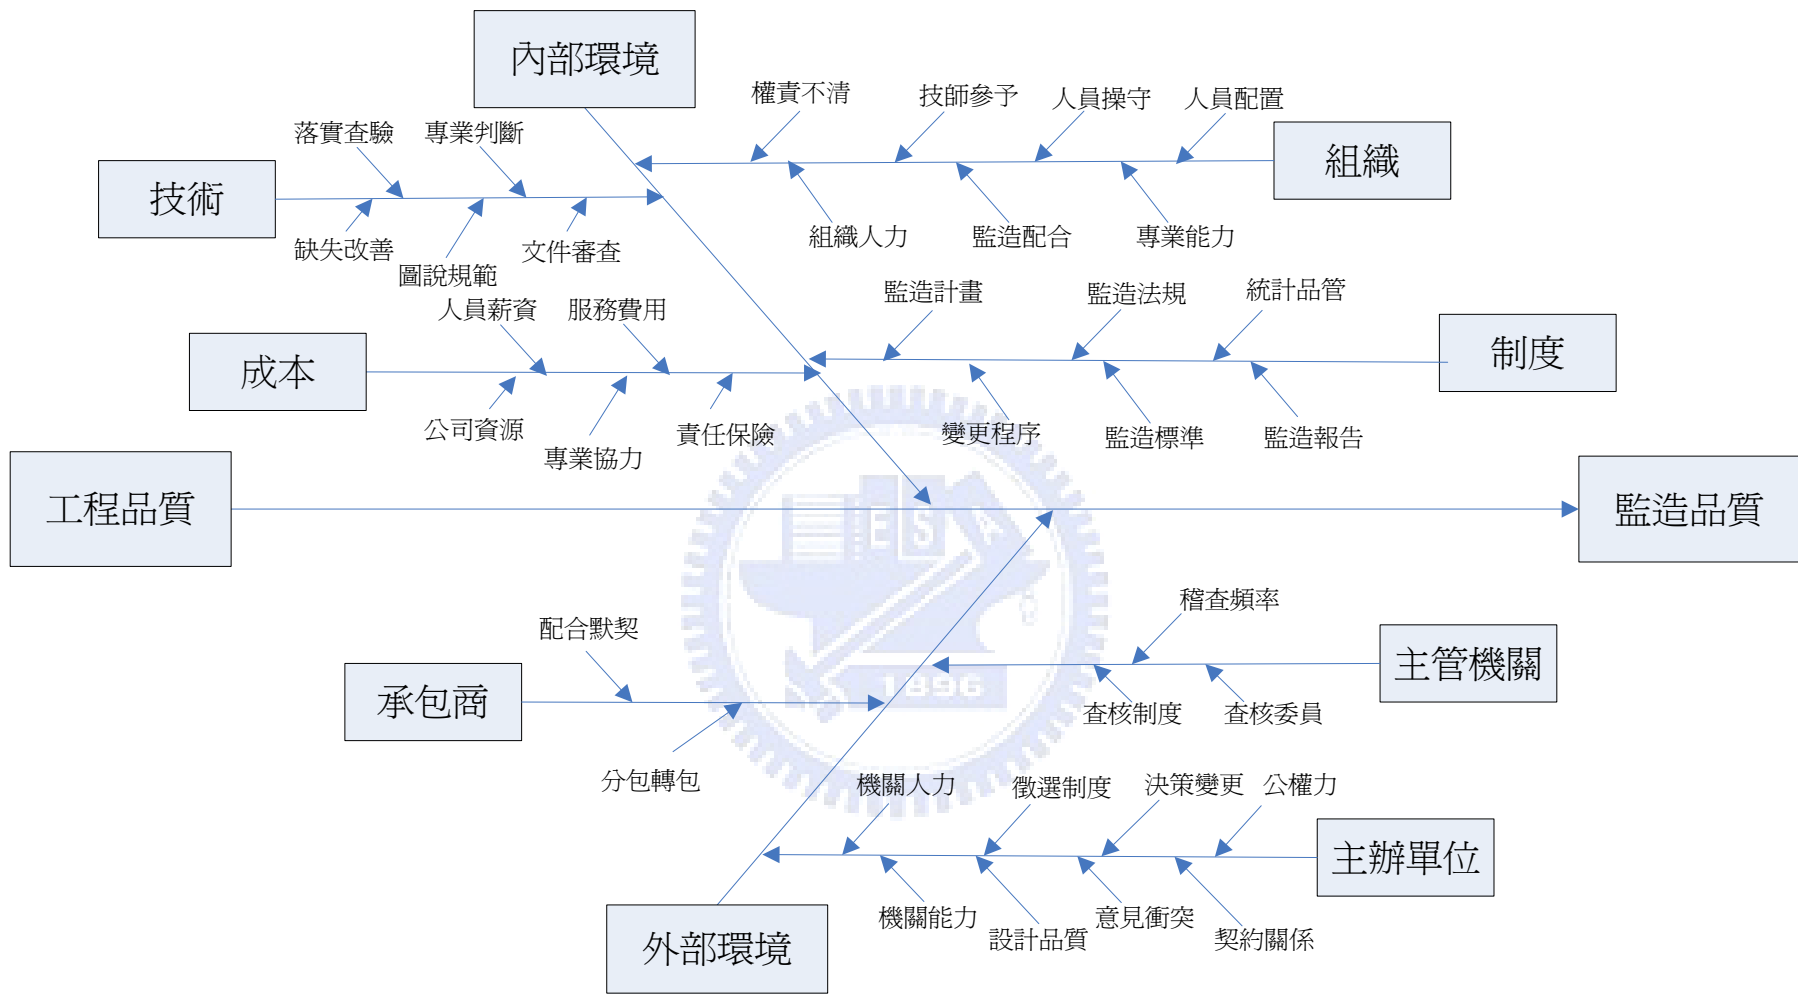 內部環境
權責不清
技師參予
人員操守
人員配置
落實查驗
專業判斷
組織
技術
組織人力
監造配合
專業能力
缺失改善
圖說規範
文件審查
人員薪資
服務費用
監造計畫
監造法規
統計品管
成本
制度
公司資源
專業協力
責任保險
變更程序
監造標準
監造報告
工程品質
監造品質
ESA
稽查頻率
配合默契
主管機關
承包商
1896
查核制度
查核委員
分包轉包
機關人力
徵選制度
決策變更
公權力
主辦單位
機關能力
設計品質
意見衝突
契約關係
外部環境